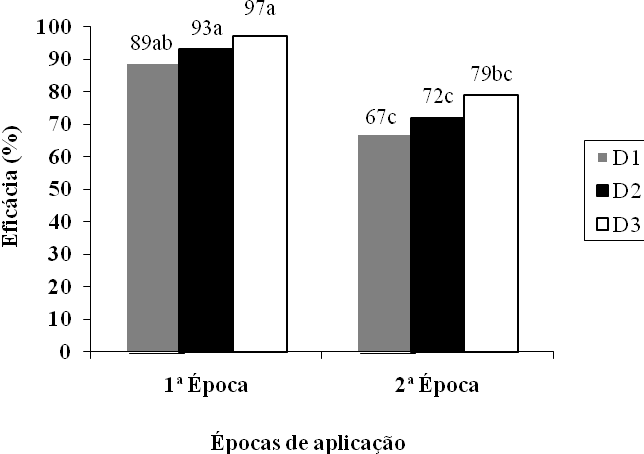 Eficácia (%)
100
90
80
70
60
50
40
30
20
10
0
89ab
93a
97a
67c
72c
79bc
1ª Época
2ª Época
Épocas de aplicação
D1
D2
D3